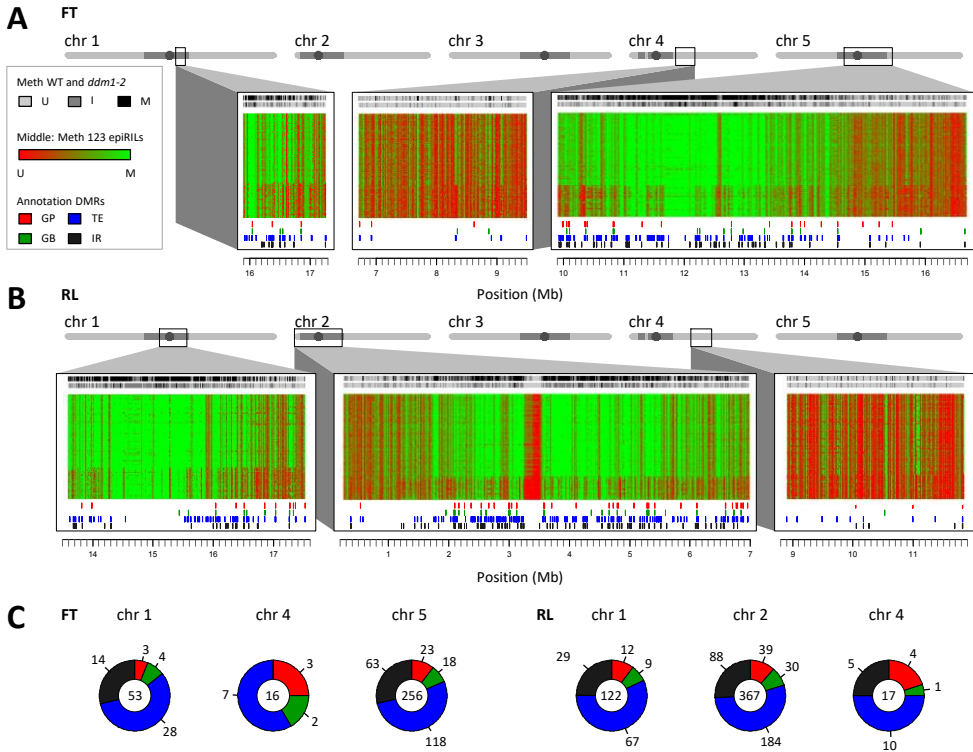 A FT
chr 1 chr 2 chr 3 chr 4 chr 5
Meth WT and ddm1-2
U I M
Middle: Meth 123 epiRILs
U M
Annotation DMRs
GP TE
GB IR
16 17 7 8 9 10 11 12 13 14 15 16
Position (Mb)
B RL
chr 1 chr 2 chr 3 chr 4 chr 5
14 15 16 17 1 2 3 4 5 6 7 9 10 11
Position (Mb)
C FT chr 1 chr 4 chr 5 RL chr 1 chr 2 chr 4
3 4 14 53 28
3 7 16 2
23 18 63 256 118
12 9 29 122 67
39 30 88 367 184
4 1 5 17 10